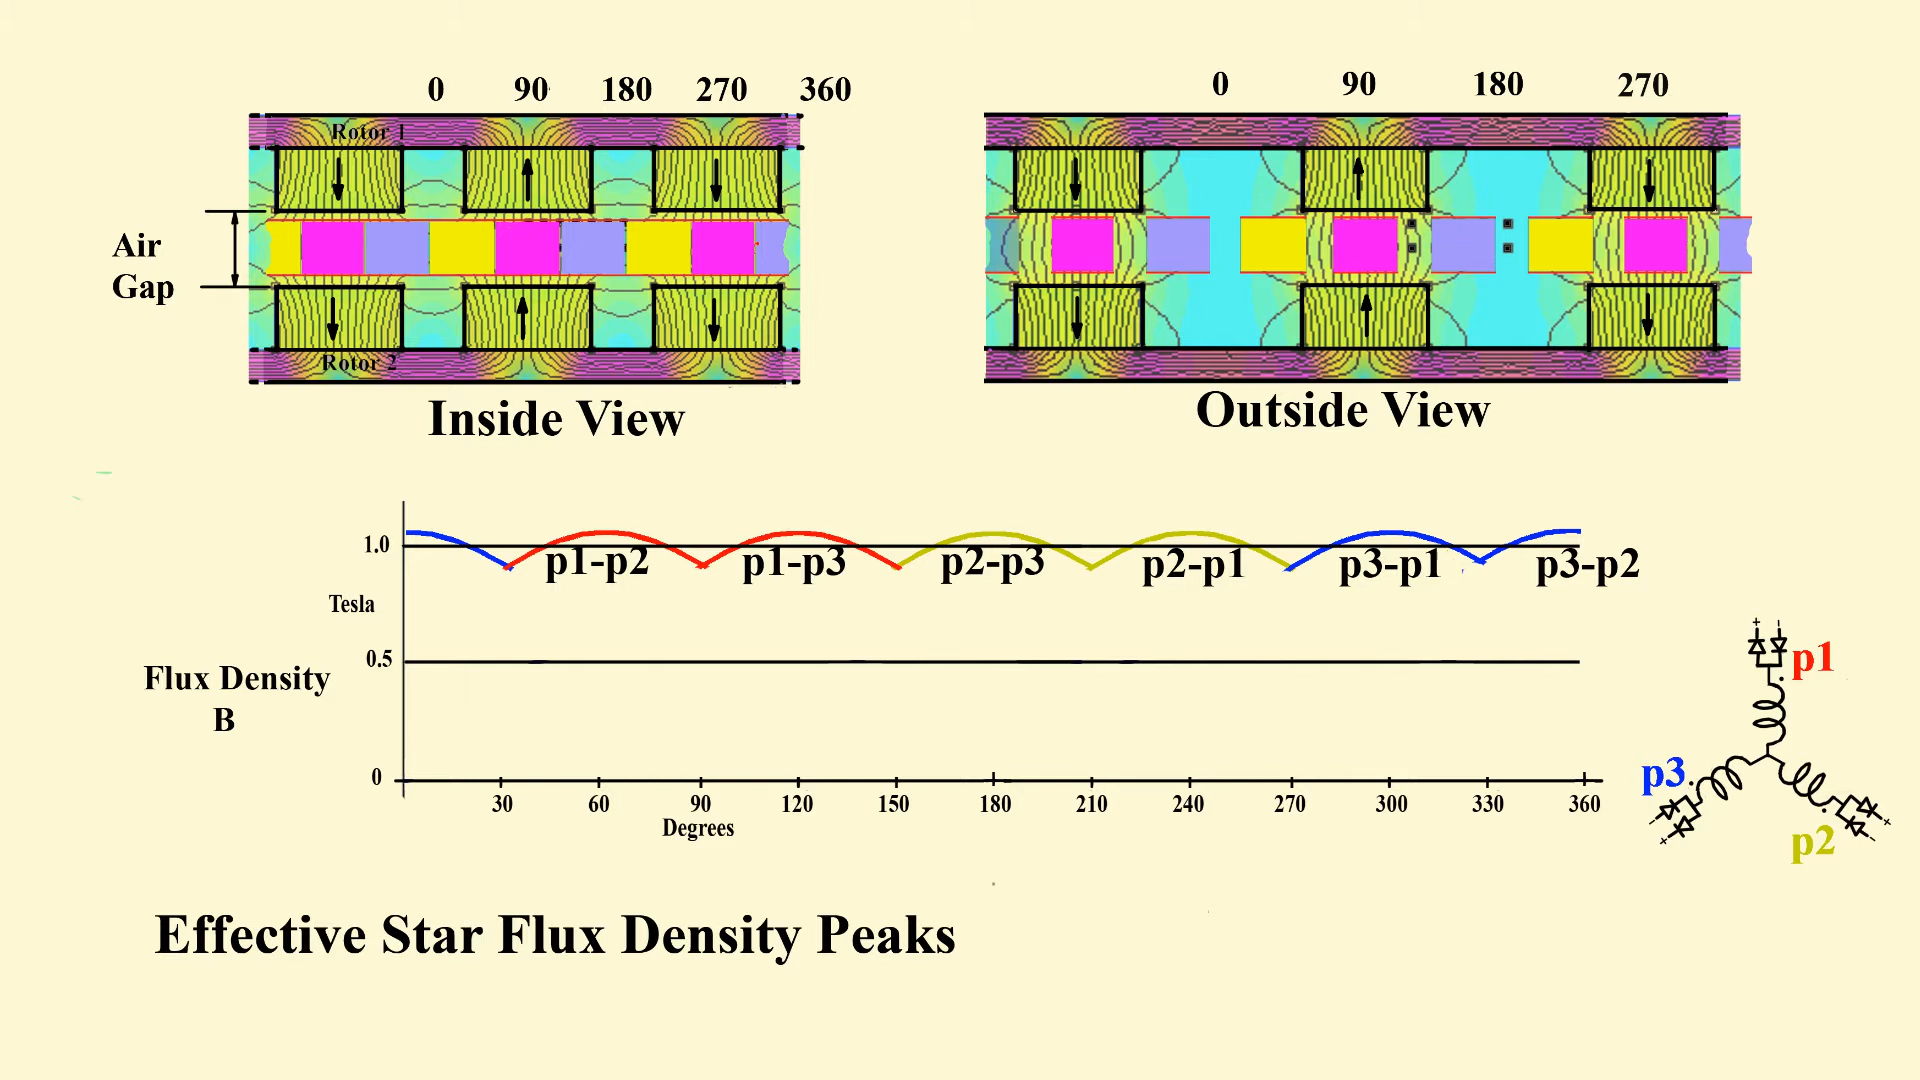 0 90 180 270 360
0 90 180 270
Rotor 1
Air
Gap
Rotor 2
Inside View
Outside View
1.0
p1-p2 p1-p3 p2-p3 p2-p1 p3-p1 p3-p2
Tesla
0.5
Flux Density
B
0
30 60 90 120 150 180 210 240 270 300 330 360
Degrees
+ -
p1
p3
- +
p2
+ -
Effective Star Flux Density Peaks